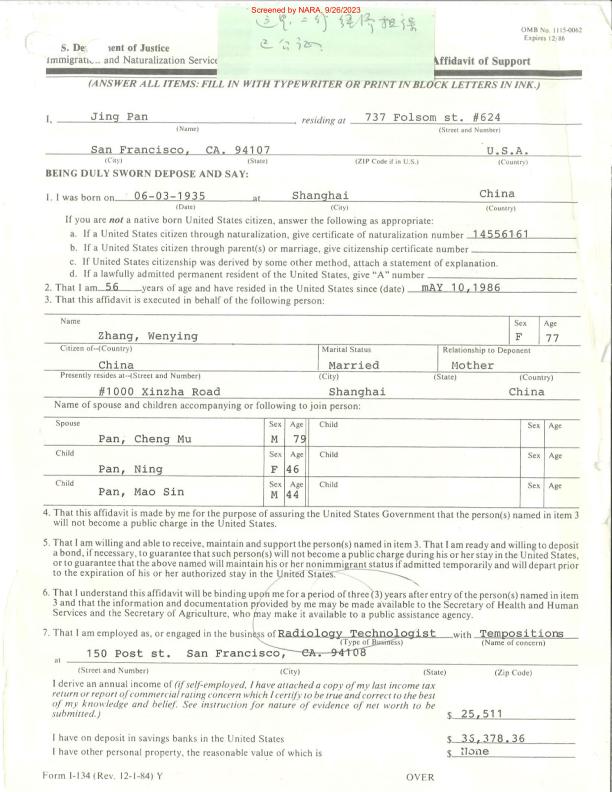 Screened by NARA, 9/26/2023
OMB No. 1115-0062
Expires 12/86
已公证
S. De ment of Justice
Immigrat and Naturalization Service
Affidavit of Support
(ANSWER ALL ITEMS: FILL IN WITH TYPEWRITER OR PRINT IN BLOCK LETTERS IN INK.)
I, Jing Pan residing at 737 Folsom st. #624
(Name) (Street and Number)
San Francisco, CA. 94107 U.S.A.
(City) (State) (ZIP Code if in U.S.) (Country)
BEING DULY SWORN DEPOSE AND SAY:
1. I was born on 06-03-1935 at Shanghai China
(Date) (City) (Country)
If you are not a native born United States citizen, answer the following as appropriate:
a. If a United States citizen through naturalization, give certificate of naturalization number 14556161
b. If a United States citizen through parent(s) or marriage, give citizenship certificate number
c. If United States citizenship was derived by some other method, attach a statement of explanation.
d. If a lawfully admitted permanent resident of the United States, give "A" number
2. That I am 56 years of age and have resided in the United States since (date) mAY 10,1986
3. That this affidavit is executed in behalf of the following person:
Name Sex Age
Zhang, Wenying F 77
Citizen of--(Country) Marital Status Relationship to Deponent
China Married Mother
Presently resides at--(Street and Number) (City) (State) (Country)
#1000 Xinzha Road Shanghai China
Name of spouse and children accompanying or following to join person:
Spouse Sex Age Child Sex Age
Pan, Cheng Mu M 79
Child Sex Age Child Sex Age
Pan, Ning F 46
Child Sex Age Child Sex Age
Pan, Mao Sin M 44
4. That this affidavit is made by me for the purpose of assuring the United States Government that the person(s) named in item 3
will not become a public charge in the United States.
5. That I am willing and able to receive, maintain and support the person(s) named in item 3. That I am ready and willing to deposit
a bond, if necessary, to guarantee that such person(s) will not become a public charge during his or her stay in the United States,
or to guarantee that the above named will maintain his or her nonimmigrant status if admitted temporarily and will depart prior
to the expiration of his or her authorized stay in the United States.
6. That I understand this affidavit will be binding upon me for a period of three (3) years after entry of the person(s) named in item
3 and that the information and documentation provided by me may be made available to the Secretary of Health and Human
Services and the Secretary of Agriculture, who may make it available to a public assistance agency.
7. That I am employed as, or engaged in the business of Radiology Technologist with Tempositions
(Type of Business) (Name of concern)
at 150 Post st. San Francisco, CA. 94108
(Street and Number) (City) (State) (Zip Code)
I derive an annual income of (if self-employed, I have attached a copy of my last income tax
return or report of commercial rating concern which I certify to be true and correct to the best
of my knowledge and belief. See instruction for nature of evidence of net worth to be
submitted.) $ 25,511
I have on deposit in savings banks in the United States $ 35,378.36
I have other personal property, the reasonable value of which is $ None
Form I-134 (Rev. 12-1-84) Y OVER